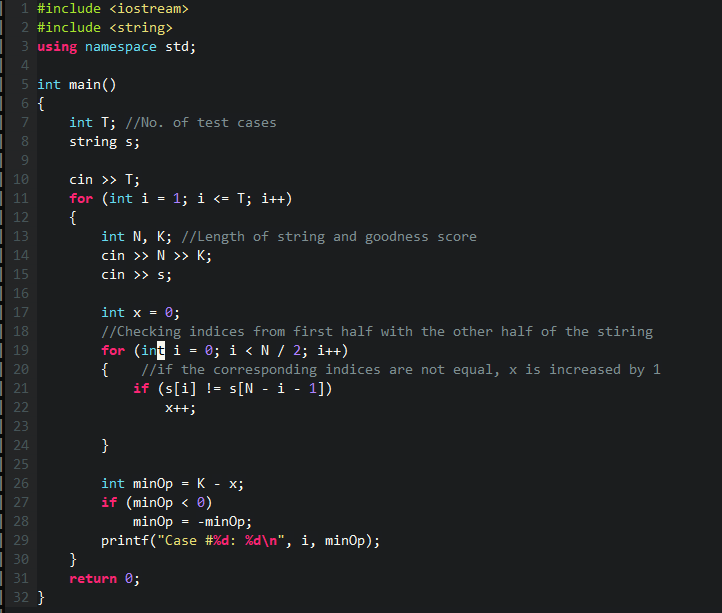 1 #include <iostream>
2 #include <string>
3 using namespace std;
4
5 int main()
6 {
7     int T; //No. of test cases
8     string s;
9
10     cin >> T;
11     for (int i = 1; i <= T; i++)
12     {
13         int N, K; //Length of string and goodness score
14         cin >> N >> K;
15         cin >> s;
16
17         int x = 0;
18         //Checking indices from first half with the other half of the stiring
19         for (int i = 0; i < N / 2; i++)
20         {    //if the corresponding indices are not equal, x is increased by 1
21             if (s[i] != s[N - i - 1])
22                 x++;
23
24         }
25
26         int minOp = K - x;
27         if (minOp < 0)
28             minOp = -minOp;
29         printf("Case #%d: %d\n", i, minOp);
30     }
31     return 0;
32 }